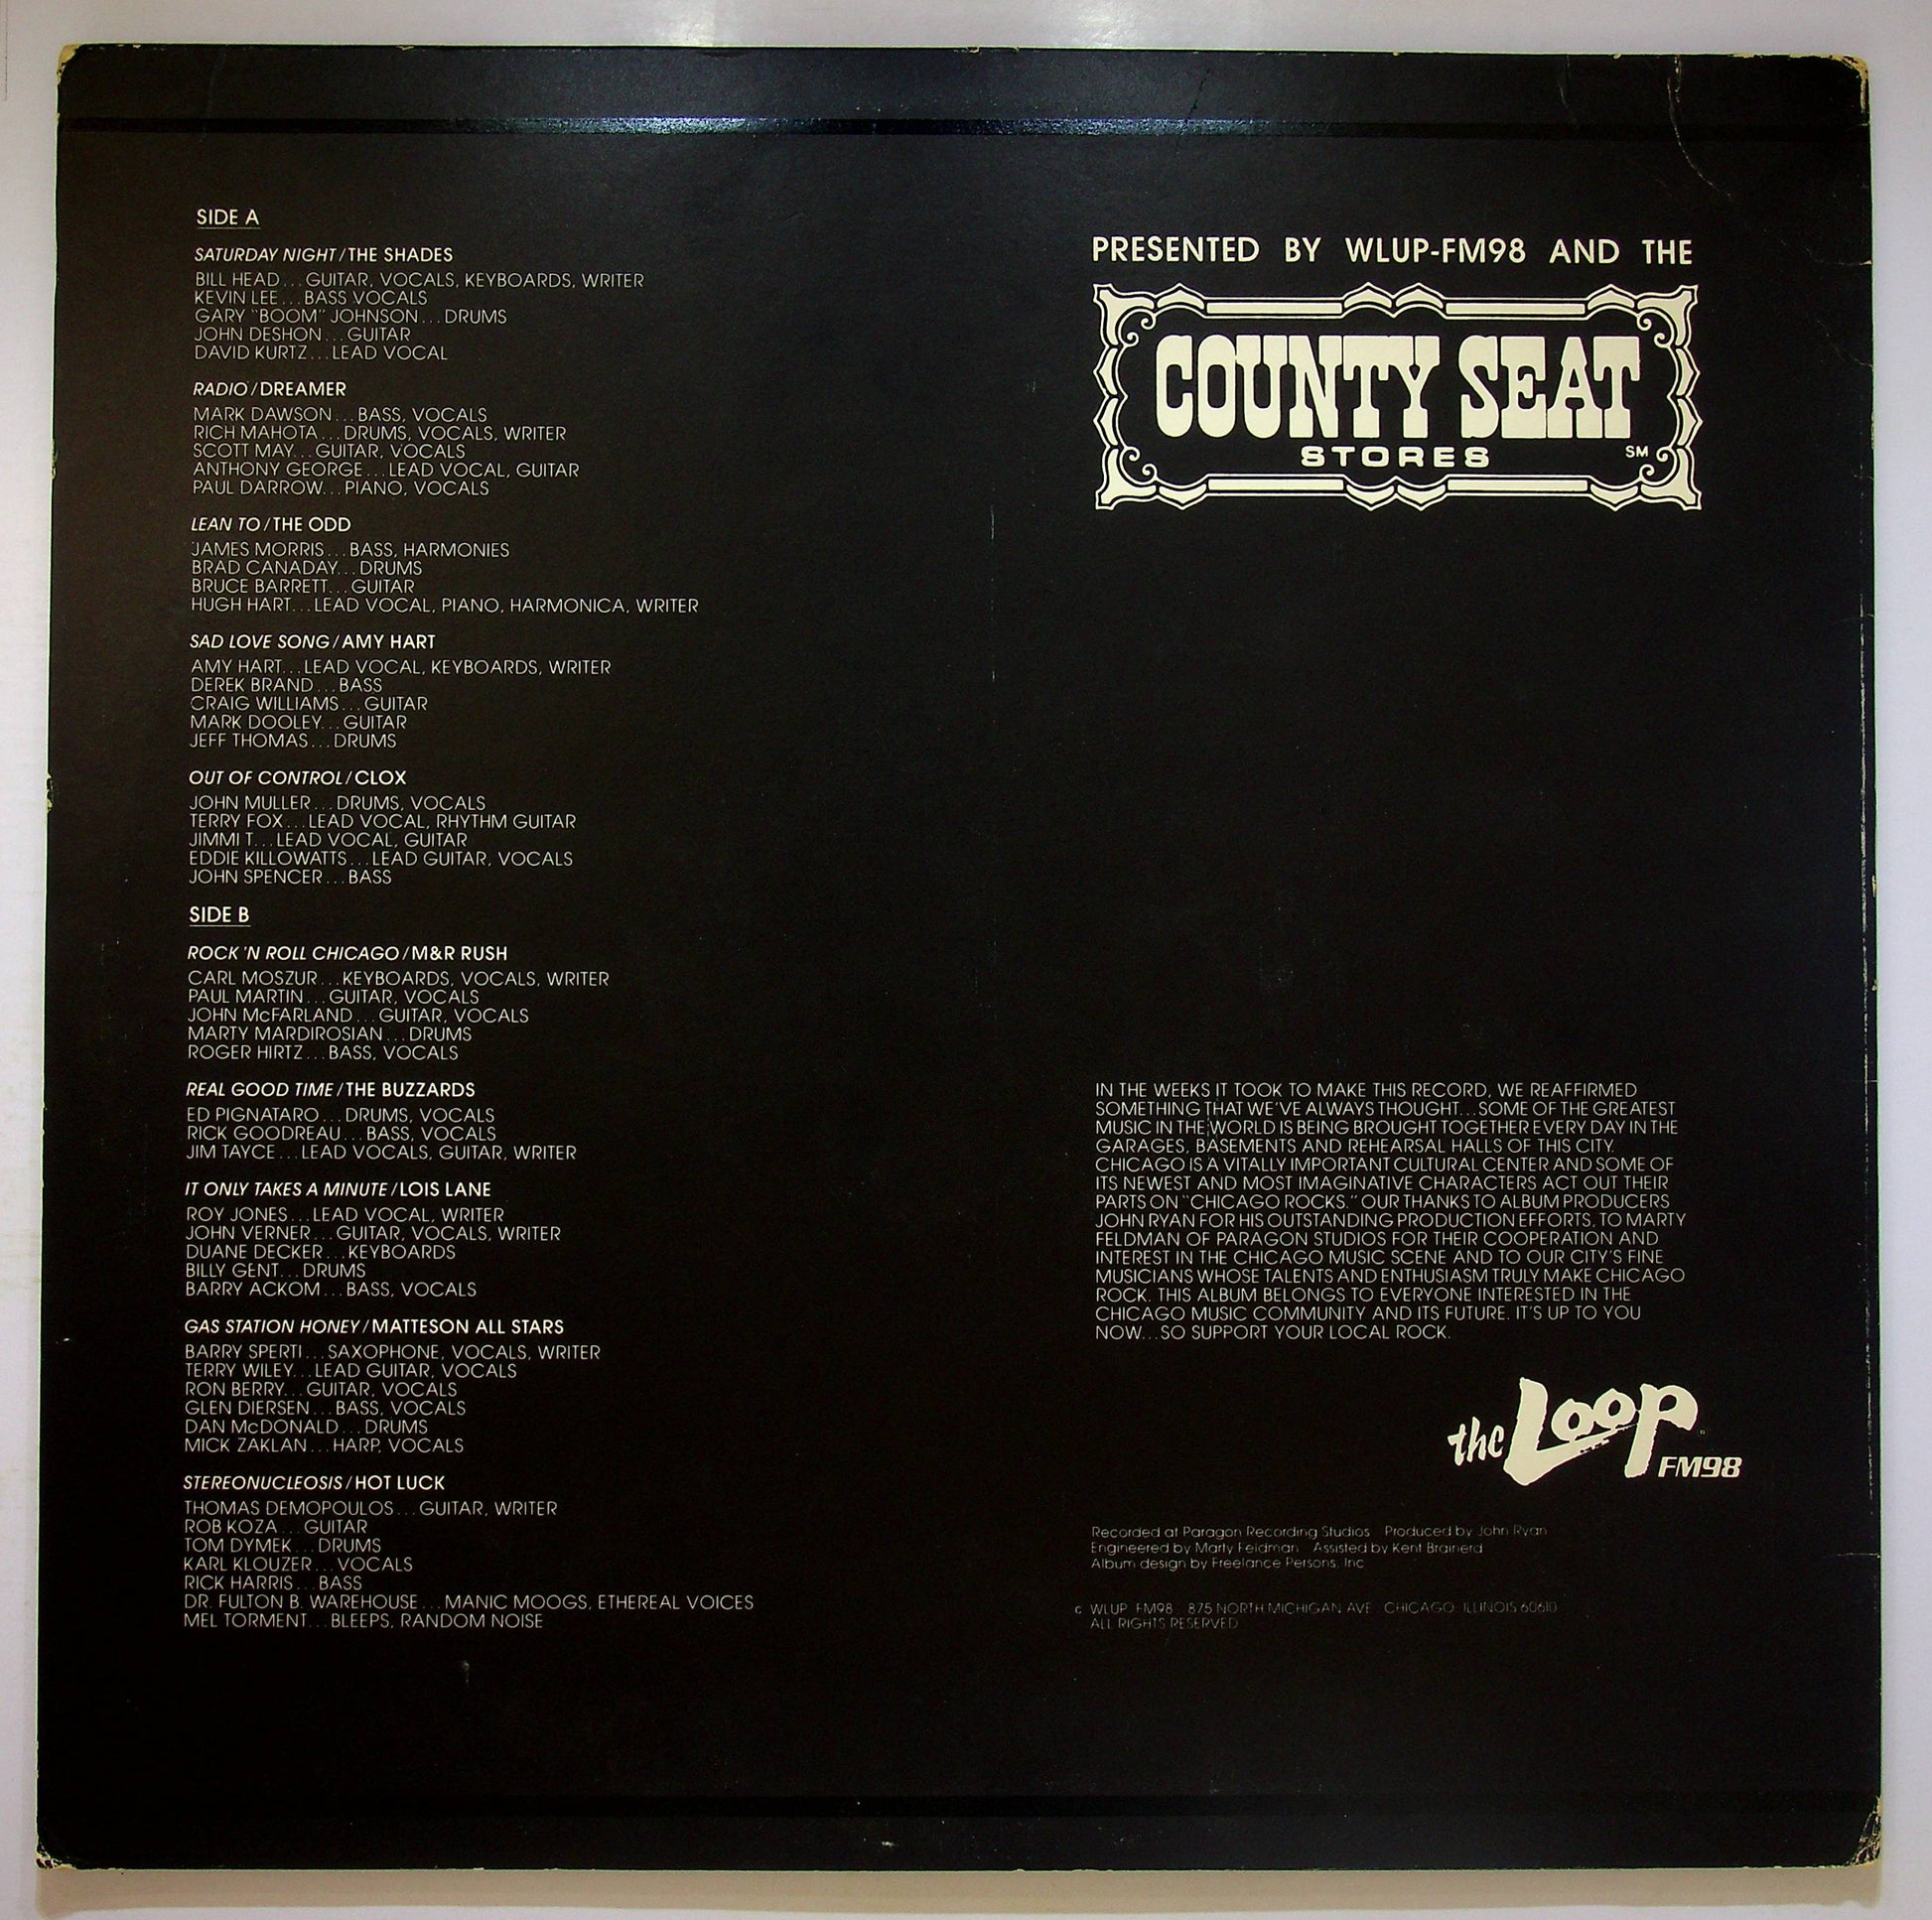 SIDE A
SATURDAY NIGHT/THE SHADES
BILL HEAD...GUITAR, VOCALS, KEYBOARDS, WRITER
KEVIN LEE...BASS VOCALS
GARY "BOOM" JOHNSON...DRUMS
JOHN DESHON...GUITAR
DAVID KURTZ...LEAD VOCAL
RADIO/DREAMER
MARK DAWSON...BASS, VOCALS
RICH MAHOTA...DRUMS, VOCALS, WRITER
SCOTT MAY...GUITAR, VOCALS
ANTHONY GEORGE...LEAD VOCAL, GUITAR
PAUL DARROW...PIANO, VOCALS
LEAN TO/THE ODD
JAMES MORRIS...BASS, HARMONIES
BRAD CANADAY...DRUMS
BRUCE BARRETT...GUITAR
HUGH HART...LEAD VOCAL, PIANO, HARMONICA, WRITER
SAD LOVE SONG/AMY HART
AMY HART...LEAD VOCAL, KEYBOARDS, WRITER
DEREK BRAND...BASS
CRAIG WILLIAMS...GUITAR
MARK DOOLEY...GUITAR
JEFF THOMAS...DRUMS
OUT OF CONTROL/CLOX
JOHN MULLER...DRUMS, VOCALS
TERRY FOX...LEAD VOCAL, RHYTHM GUITAR
JIMMI T...LEAD VOCAL, GUITAR
EDDIE KILLOWATTS...LEAD GUITAR, VOCALS
JOHN SPENCER...BASS
SIDE B
ROCK 'N ROLL CHICAGO/M&R RUSH
CARL MOSZUR...KEYBOARDS, VOCALS, WRITER
PAUL MARTIN...GUITAR, VOCALS
JOHN McFARLAND...GUITAR, VOCALS
MARTY MARDIROSIAN...DRUMS
ROGER HIRTZ...BASS, VOCALS
REAL GOOD TIME/THE BUZZARDS
ED PIGNATARO...DRUMS, VOCALS
RICK GOODREAU...BASS, VOCALS
JIM TAYCE...LEAD VOCALS, GUITAR, WRITER
IT ONLY TAKES A MINUTE/LOIS LANE
ROY JONES...LEAD VOCAL, WRITER
JOHN VERNER...GUITAR, VOCALS, WRITER
DUANE DECKER...KEYBOARDS
BILLY GENT...DRUMS
BARRY ACKOM...BASS, VOCALS
GAS STATION HONEY/MATTESON ALL STARS
BARRY SPERTI...SAXOPHONE, VOCALS, WRITER
TERRY WILEY...LEAD GUITAR, VOCALS
RON BERRY...GUITAR, VOCALS
GLEN DIERSEN...BASS, VOCALS
DAN McDONALD...DRUMS
MICK ZAKLAN...HARP, VOCALS
STEREONUCLEOSIS/HOT LUCK
THOMAS DEMOPOULOS...GUITAR, WRITER
ROB KOZA...GUITAR
TOM DYMEK...DRUMS
KARL KLOUZER...VOCALS
RICK HARRIS...BASS
DR. FULTON B. WAREHOUSE...MANIC MOOGS, ETHEREAL VOICES
MEL TORMENT...BLEEPS, RANDOM NOISE
PRESENTED BY WLUP-FM98 AND THE
COUNTY SEAT
STORES SM
IN THE WEEKS IT TOOK TO MAKE THIS RECORD, WE REAFFIRMED
SOMETHING THAT WE'VE ALWAYS THOUGHT...SOME OF THE GREATEST
MUSIC IN THE WORLD IS BEING BROUGHT TOGETHER EVERY DAY IN THE
GARAGES, BASEMENTS AND REHEARSAL HALLS OF THIS CITY.
CHICAGO IS A VITALLY IMPORTANT CULTURAL CENTER AND SOME OF
ITS NEWEST AND MOST IMAGINATIVE CHARACTERS ACT OUT THEIR
PARTS ON "CHICAGO ROCKS." OUR THANKS TO ALBUM PRODUCERS
JOHN RYAN FOR HIS OUTSTANDING PRODUCTION EFFORTS, TO MARTY
FELDMAN OF PARAGON STUDIOS FOR THEIR COOPERATION AND
INTEREST IN THE CHICAGO MUSIC SCENE AND TO OUR CITY'S FINE
MUSICIANS WHOSE TALENTS AND ENTHUSIASM TRULY MAKE CHICAGO
ROCK. THIS ALBUM BELONGS TO EVERYONE INTERESTED IN THE
CHICAGO MUSIC COMMUNITY AND ITS FUTURE. IT'S UP TO YOU
NOW...SO SUPPORT YOUR LOCAL ROCK.
the Loop
FM98
Recorded at Paragon Recording Studios Produced by John Ryan
Engineered by Marty Feldman Assisted by Kent Brainerd
Album design by Freelance Persons, Inc
c WLUP FM98 875 NORTH MICHIGAN AVE. CHICAGO, ILLINOIS 60610
ALL RIGHTS RESERVED